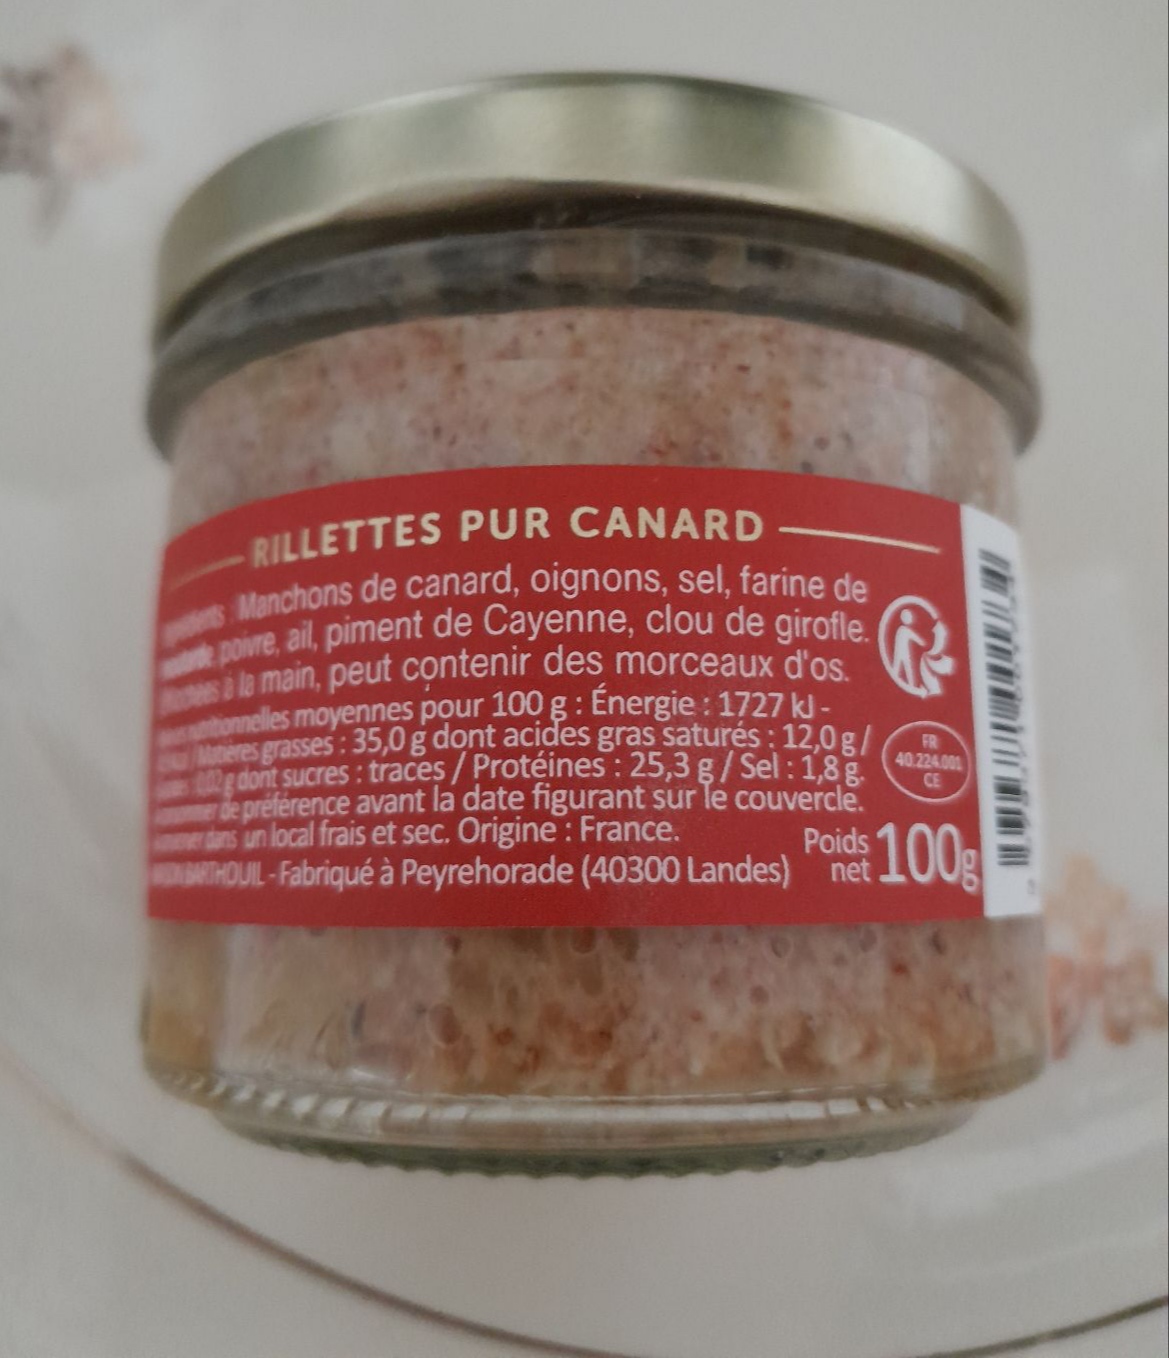 RILLETTES PUR CANARD
Ingrédients : Manchons de canard, oignons, sel, farine de
moutarde, poivre, ail, piment de Cayenne, clou de girofle.
à la main, peut contenir des morceaux d'os.
nutritionnelles moyennes pour 100 g : Énergie : 1727 kJ -
/ Matières grasses : 35,0 g dont acides gras saturés : 12,0 g /
g dont sucres : traces / Protéines : 25,3 g / Sel : 1,8 g.
de préférence avant la date figurant sur le couvercle.
dans un local frais et sec. Origine : France.
BARTHOUIL - Fabriqué à Peyrehorade (40300 Landes)
FR
40.224.001
CE
Poids
net 100g